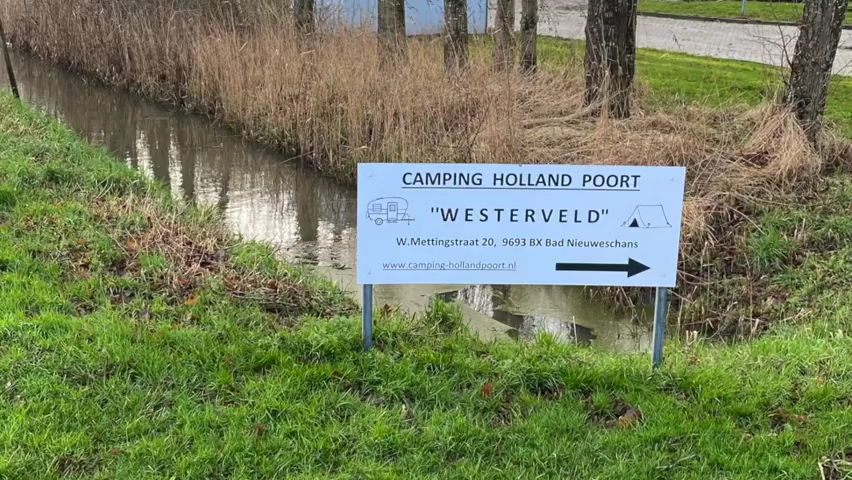 CAMPING HOLLAND POORT
"WESTERVELD"
W.Mettingstraat 20, 9693 BX Bad Nieuweschans
www.camping-hollandpoort.nl